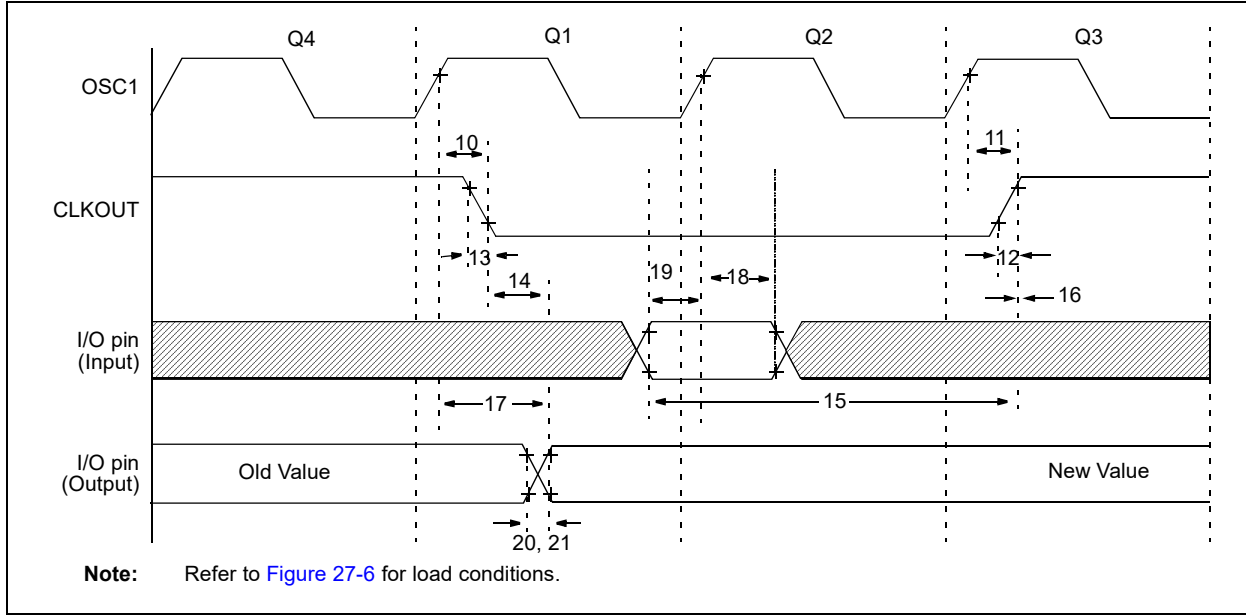 Q4 Q1 Q2 Q3
OSC1
10 11
CLKOUT
13 12
14 19 18 16
I/O pin
(Input)
17 15
I/O pin
(Output)
Old Value New Value
20, 21
Note: Refer to Figure 27-6 for load conditions.